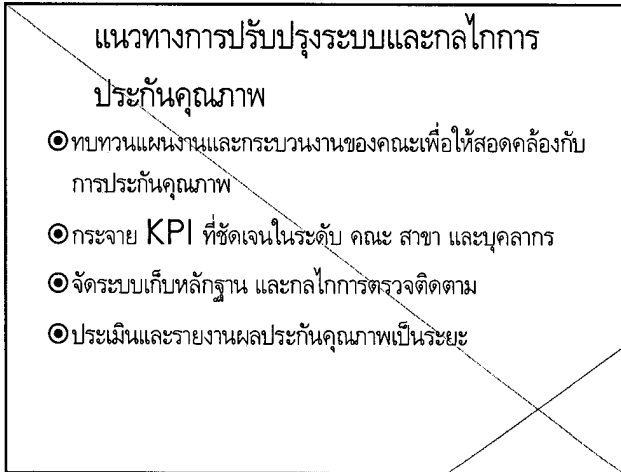 แนวทางการปรับปรุงระบบและกลไกการ
ประกันคุณภาพ
๏ทบทวนแผนงานและกระบวนงานของคณะเพื่อให้สอดคล้องกับ
การประกันคุณภาพ
๏กระจาย KPI ที่ชัดเจนในระดับ คณะ สาขา และบุคลากร
๏จัดระบบเก็บหลักฐาน และกลไกการตรวจติดตาม
๏ประเมินและรายงานผลประกันคุณภาพเป็นระยะ